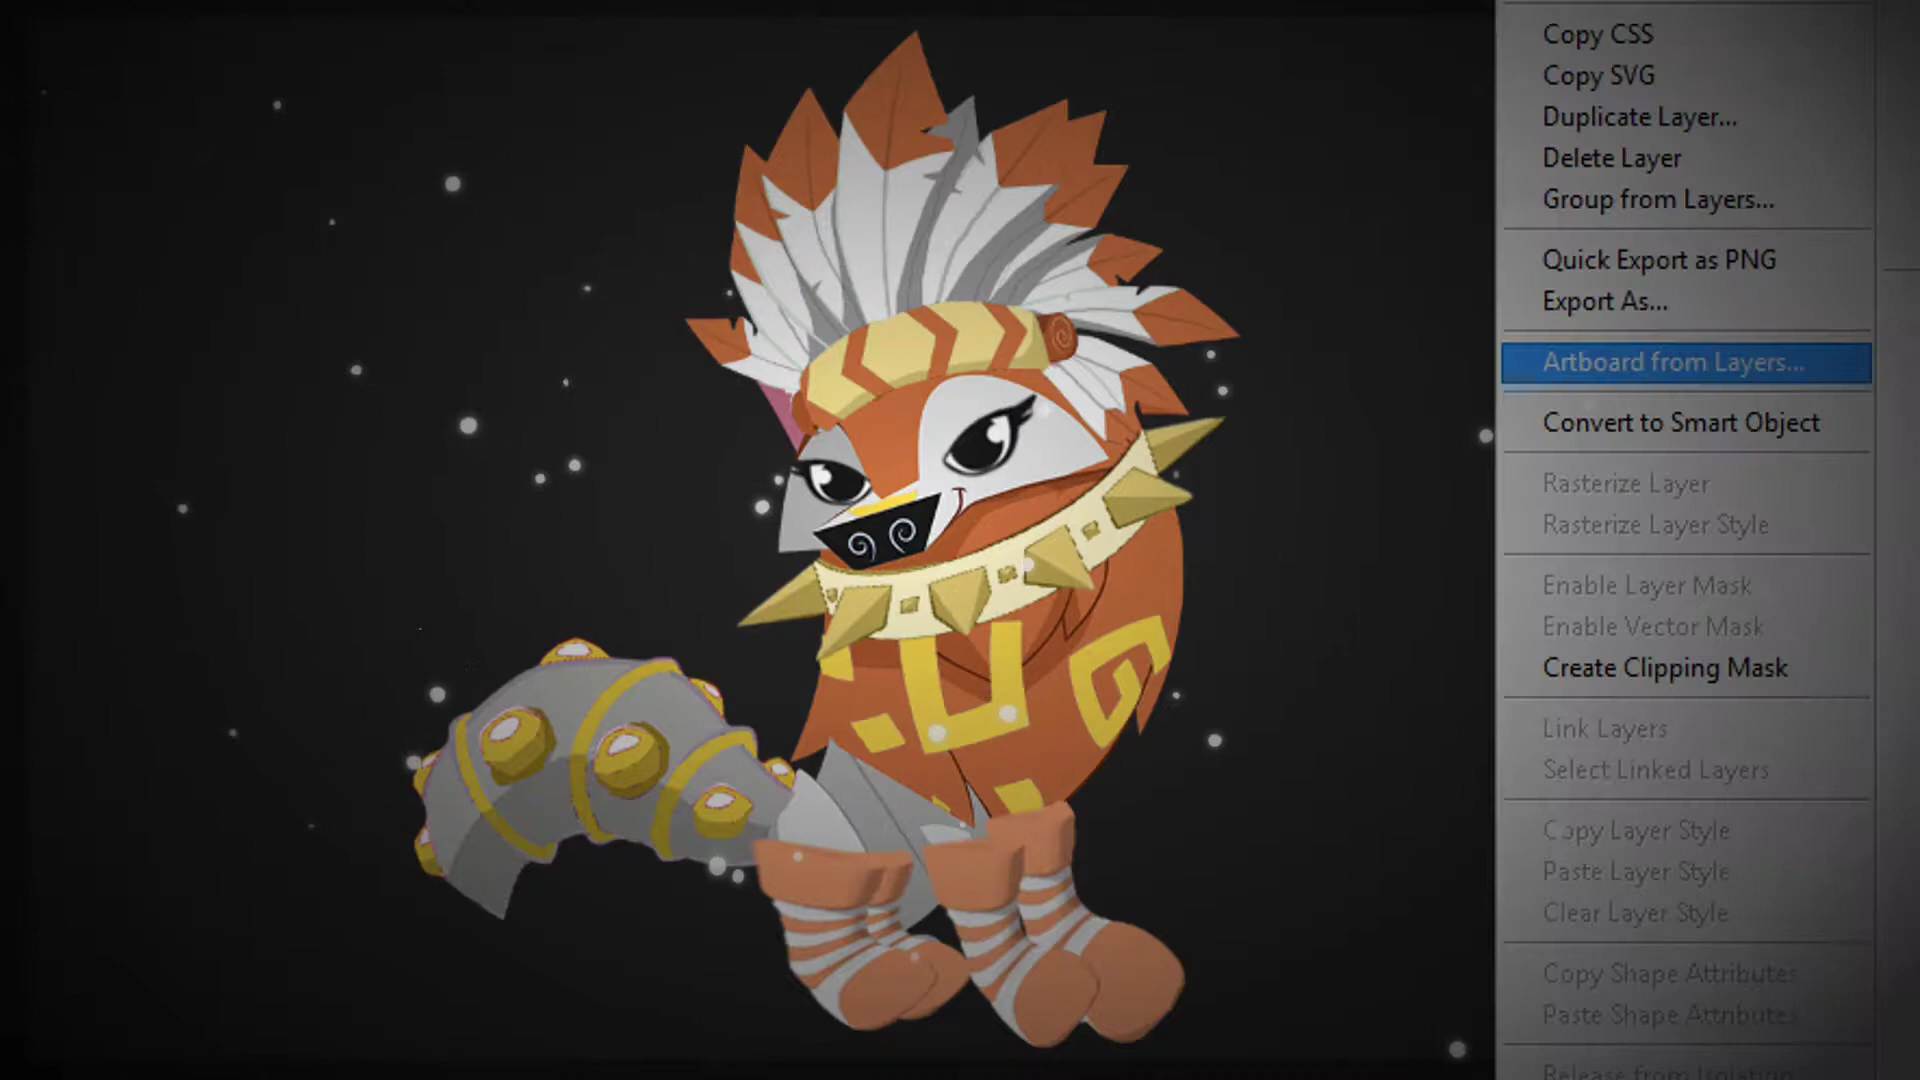 Copy CSS
Copy SVG
Duplicate Layer...
Delete Layer
Group from Layers...
Quick Export as PNG
Export As...
Artboard from Layers...
Convert to Smart Object
Rasterize Layer
Rasterize Layer Style
Enable Layer Mask
Enable Vector Mask
Create Clipping Mask
Link Layers
Select Linked Layers
Copy Layer Style
Paste Layer Style
Clear Layer Style
Copy Shape Attributes
Paste Shape Attributes
Release from Isolation